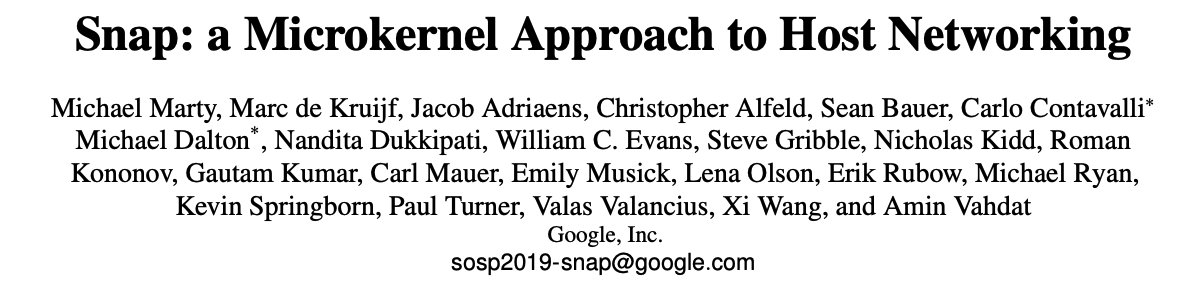 Snap: a Microkernel Approach to Host Networking
Michael Marty, Marc de Kruijf, Jacob Adriaens, Christopher Alfeld, Sean Bauer, Carlo Contavalli*
Michael Dalton*, Nandita Dukkipati, William C. Evans, Steve Gribble, Nicholas Kidd, Roman
Kononov, Gautam Kumar, Carl Mauer, Emily Musick, Lena Olson, Erik Rubow, Michael Ryan,
Kevin Springborn, Paul Turner, Valas Valancius, Xi Wang, and Amin Vahdat
Google, Inc.
sosp2019-snap@google.com